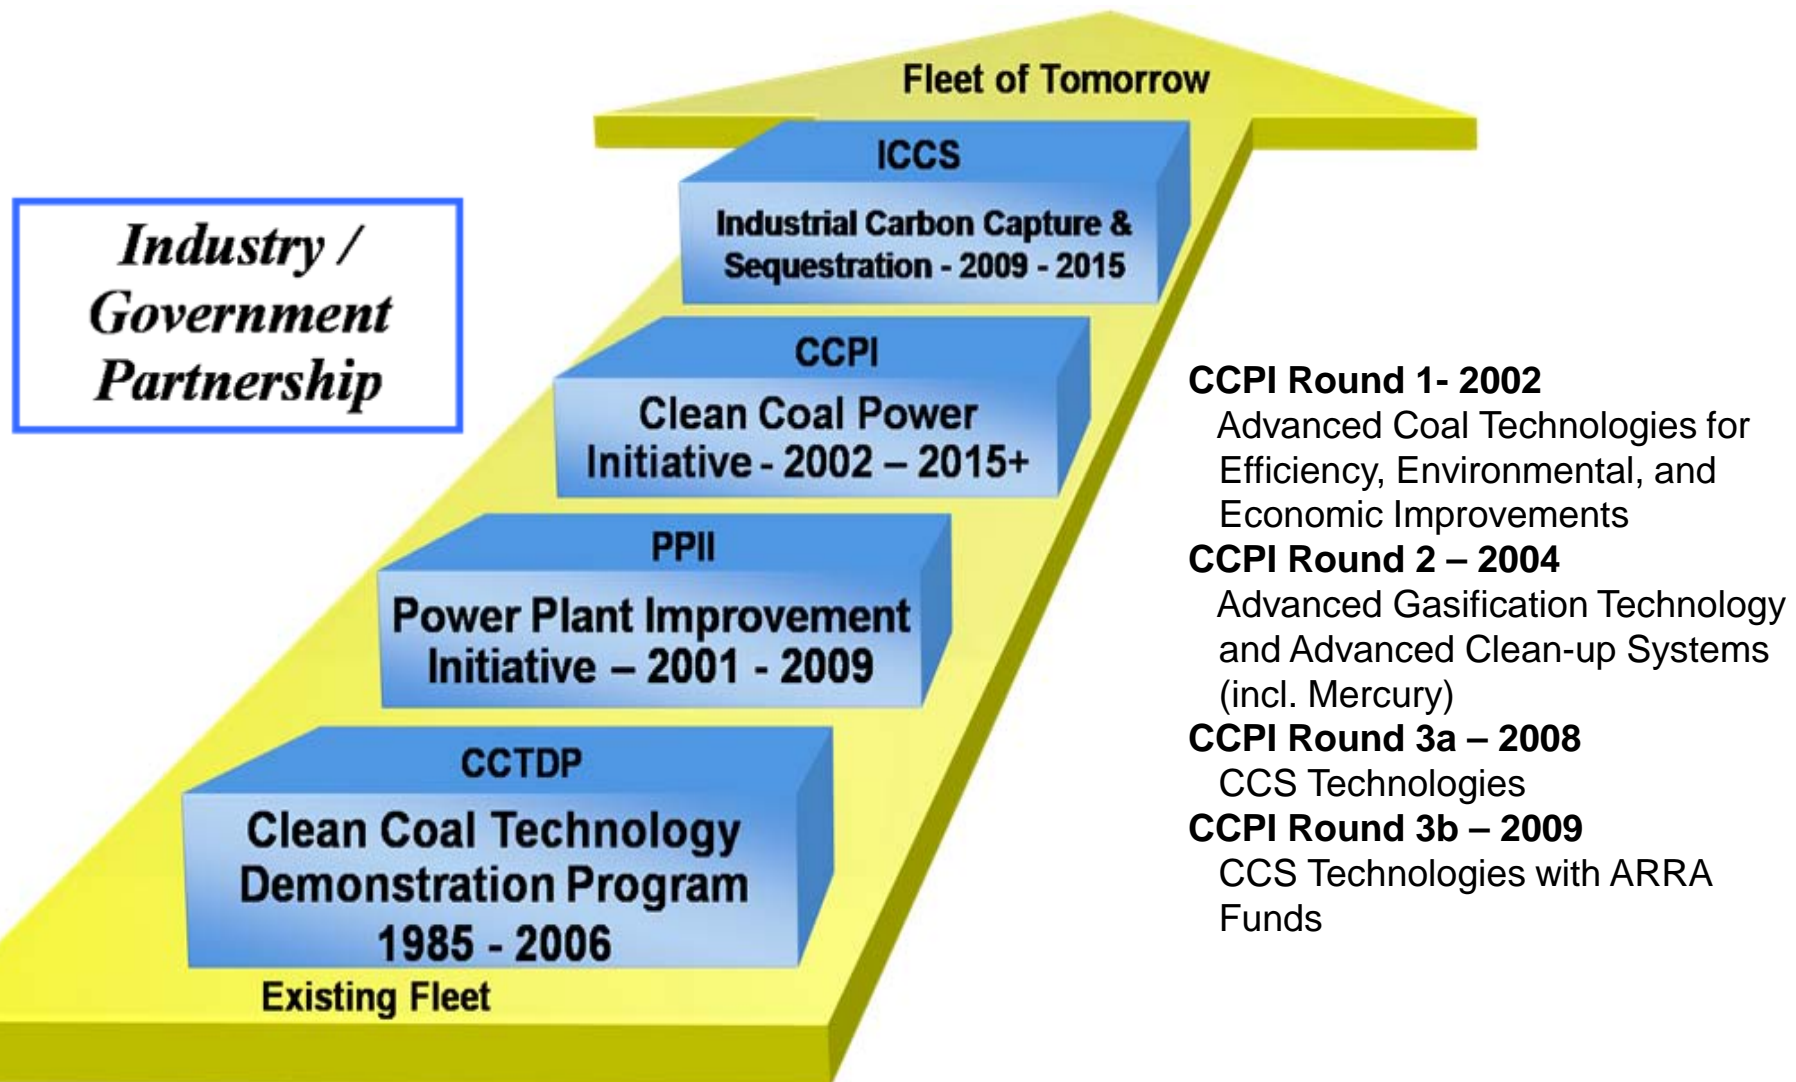 Fleet of Tomorrow
ICCS
Industrial Carbon Capture &
Sequestration - 2009 - 2015
Industry /
Government
Partnership
CCPI
Clean Coal Power
Initiative - 2002 – 2015+
PPII
Power Plant Improvement
Initiative – 2001 - 2009
CCTDP
Clean Coal Technology
Demonstration Program
1985 - 2006
Existing Fleet
CCPI Round 1- 2002
Advanced Coal Technologies for
Efficiency, Environmental, and
Economic Improvements
CCPI Round 2 – 2004
Advanced Gasification Technology
and Advanced Clean-up Systems
(incl. Mercury)
CCPI Round 3a – 2008
CCS Technologies
CCPI Round 3b – 2009
CCS Technologies with ARRA
Funds